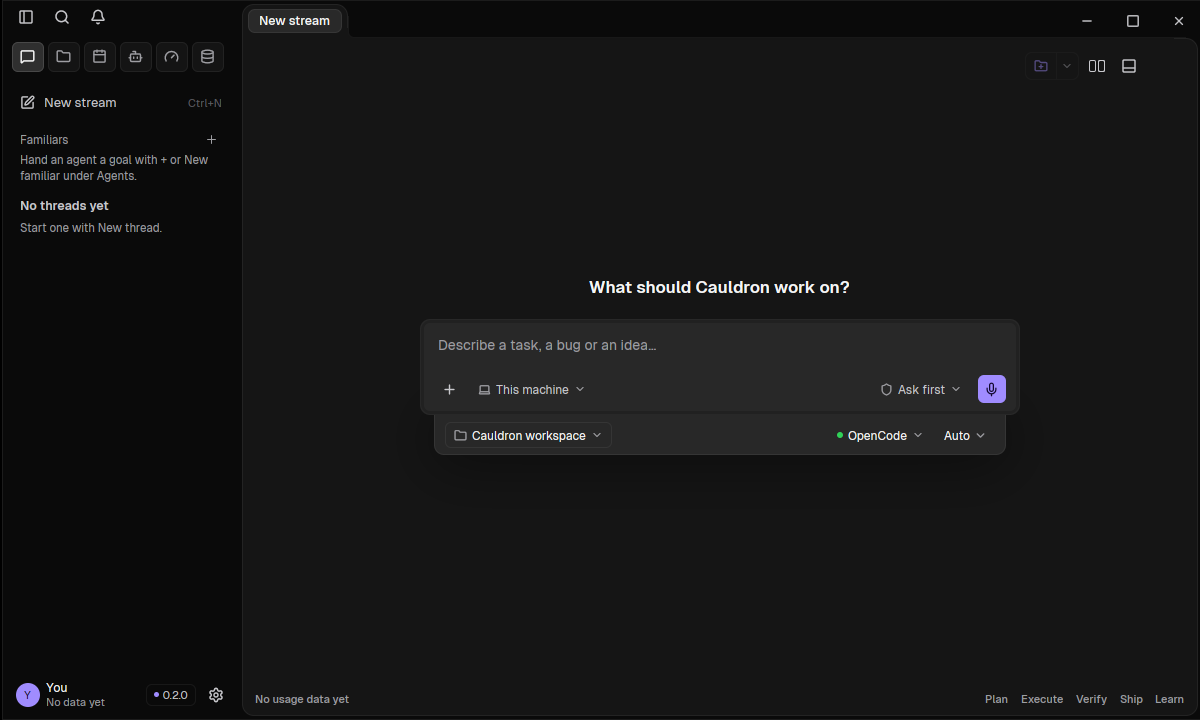 New stream
New stream Ctrl+N
Familiars
Hand an agent a goal with + or New
familiar under Agents.
No threads yet
Start one with New thread.
What should Cauldron work on?
Describe a task, a bug or an idea...
This machine
Ask first
Cauldron workspace
OpenCode
Auto
Y
You
No data yet
0.2.0
No usage data yet
Plan Execute Verify Ship Learn